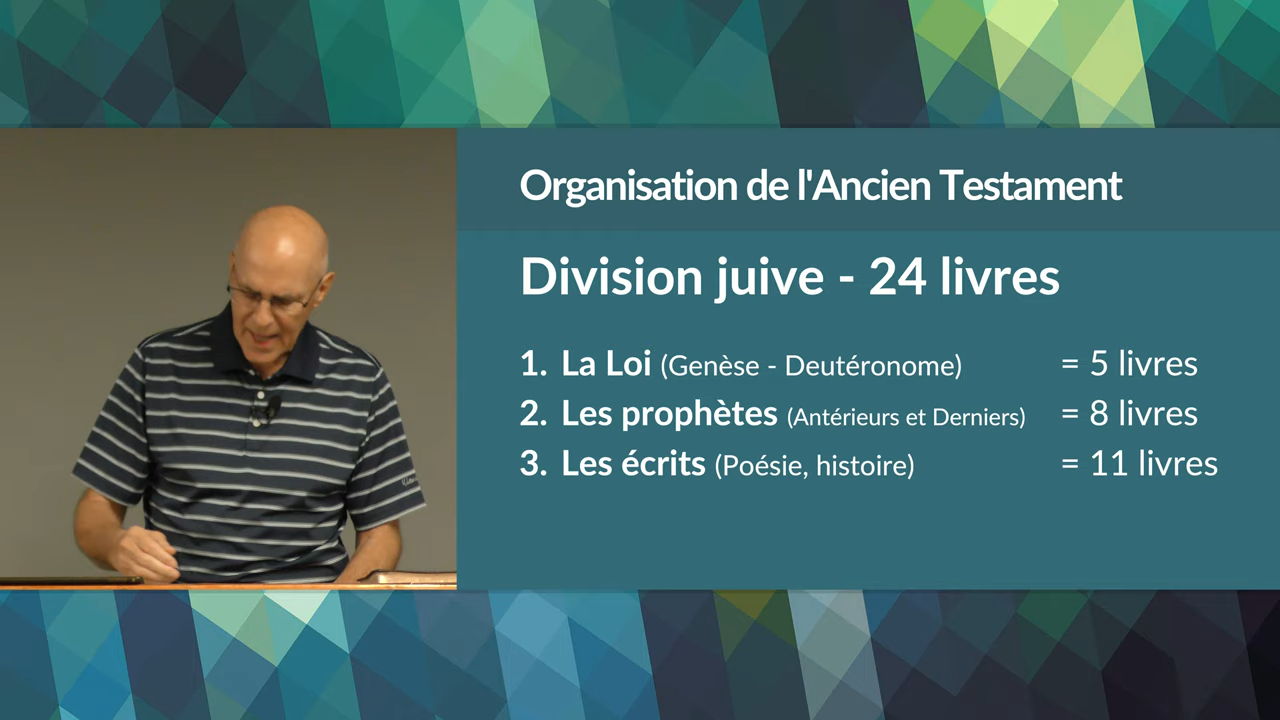 Organisation de l'Ancien Testament
Division juive - 24 livres
1. La Loi (Genèse - Deutéronome) = 5 livres
2. Les prophètes (Antérieurs et Derniers) = 8 livres
3. Les écrits (Poésie, histoire) = 11 livres